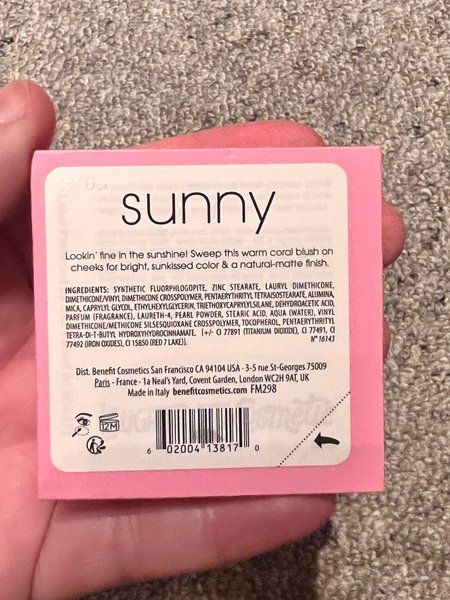 sunny
Lookin' fine in the sunshine! Sweep this warm coral blush on
cheeks for bright, sunkissed color & a natural-matte finish.
INGREDIENTS: SYNTHETIC FLUORPHLOGOPITE, ZINC STEARATE, LAURYL DIMETHICONE,
DIMETHICONE/VINYL DIMETHICONE CROSSPOLYMER, PENTAERYTHRITYL TETRAISOSTEARATE, ALUMINA,
MICA, CAPRYLYL GLYCOL, ETHYLHEXYLGLYCERIN, TRIETHOXYCAPRYLYLSILANE, DEHYDROACETIC ACID,
PARFUM (FRAGRANCE), LAURETH-4, PEARL POWDER, STEARIC ACID, AQUA (WATER), VINYL
DIMETHICONE/METHICONE SILSESQUIOXANE CROSSPOLYMER, TOCOPHEROL, PENTAERYTHRITYL
TETRA-DI-T-BUTYL HYDROXYHYDROCINNAMATE. [+/- CI 77891 (TITANIUM DIOXIDE), CI 77491, CI
77492 (IRON OXIDES), CI 15850 (RED 7 LAKE)].
N° 16143
Dist. Benefit Cosmetics San Francisco CA 94104 USA - 3-5 rue St-Georges 75009
Paris - France - 1a Neal's Yard, Covent Garden, London WC2H 9AT, UK
Made in Italy benefitcosmetics.com FM298
12M
6 02004 13817 0